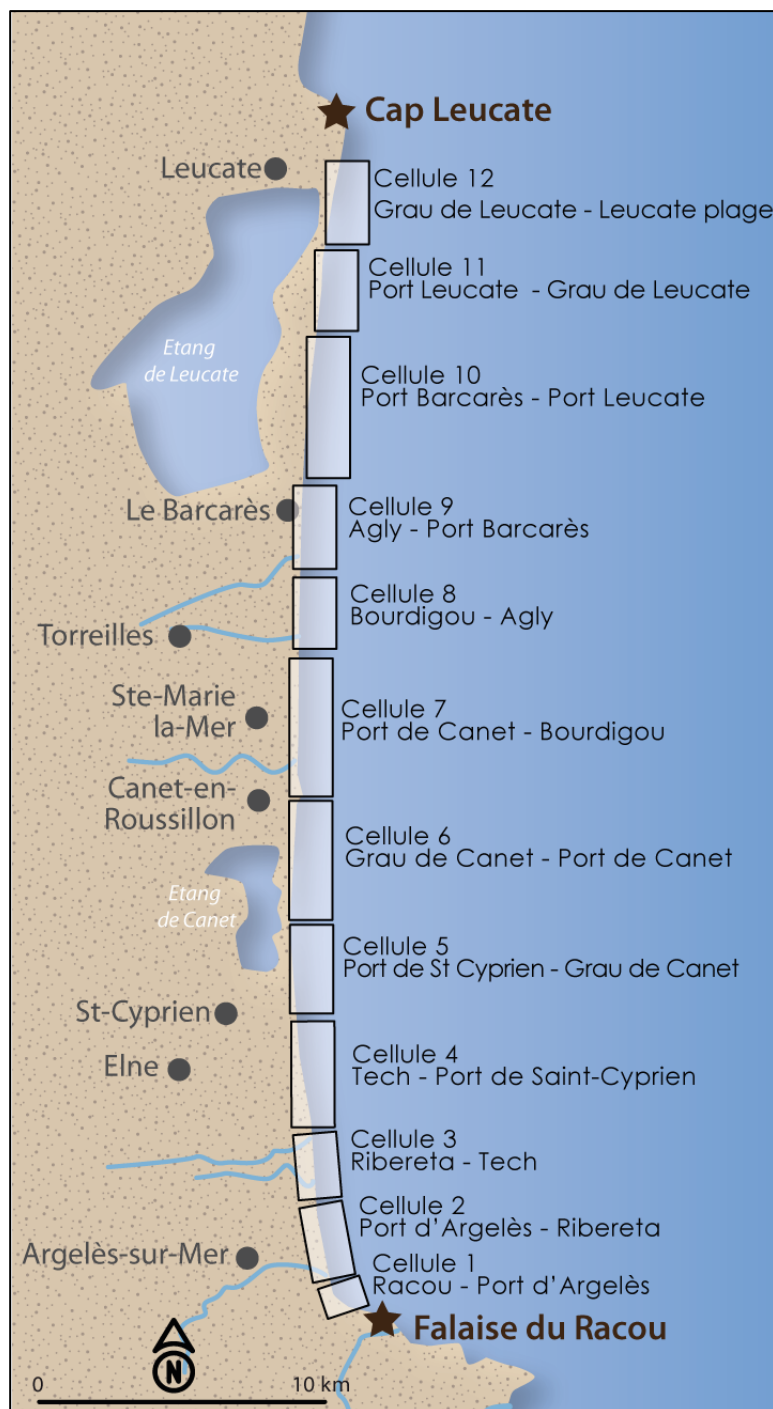 Cap Leucate
Leucate
Cellule 12
Grau de Leucate - Leucate plage
Cellule 11
Port Leucate - Grau de Leucate
Etang
de Leucate
Cellule 10
Port Barcarès - Port Leucate
Le Barcarès
Cellule 9
Agly - Port Barcarès
Cellule 8
Bourdigou - Agly
Torreilles
Ste-Marie
la-Mer
Cellule 7
Port de Canet - Bourdigou
Canet-en-
Roussillon
Cellule 6
Grau de Canet - Port de Canet
Etang
de Canet
Cellule 5
Port de St Cyprien - Grau de Canet
St-Cyprien
Elne
Cellule 4
Tech - Port de Saint-Cyprien
Cellule 3
Ribereta - Tech
Cellule 2
Port d'Argelès - Ribereta
Argelès-sur-Mer
Cellule 1
Racou - Port d'Argelès
Falaise du Racou
N
0 10 km